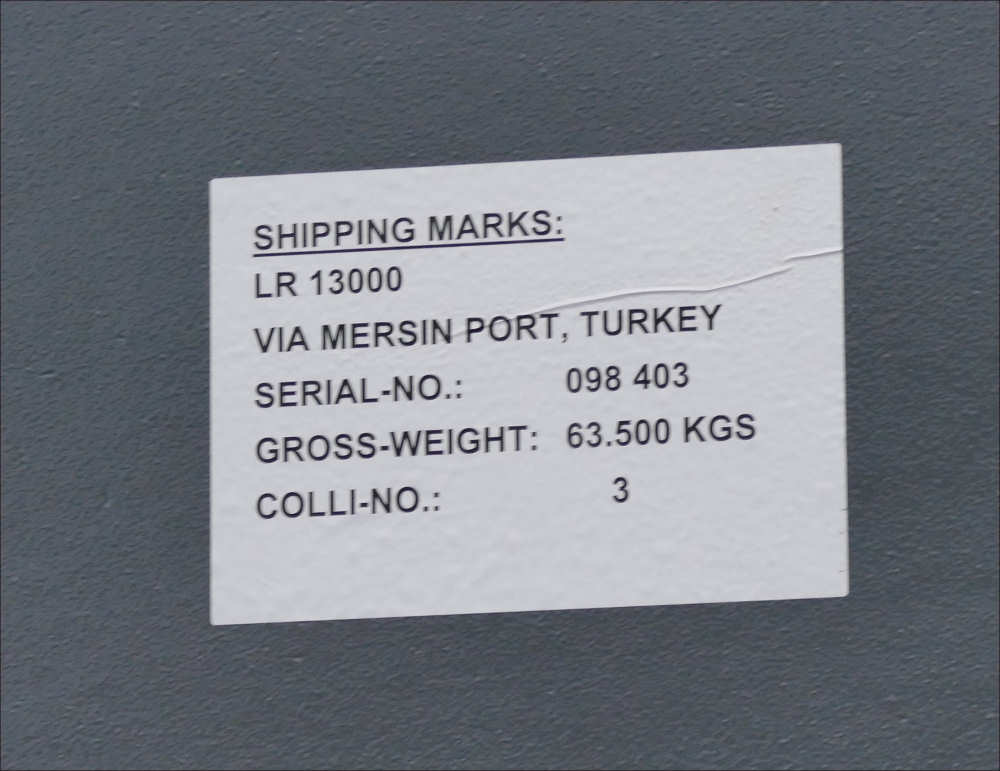 SHIPPING MARKS:
LR 13000
VIA MERSIN PORT, TURKEY
SERIAL-NO.: 098 403
GROSS-WEIGHT: 63.500 KGS
COLLI-NO.: 3